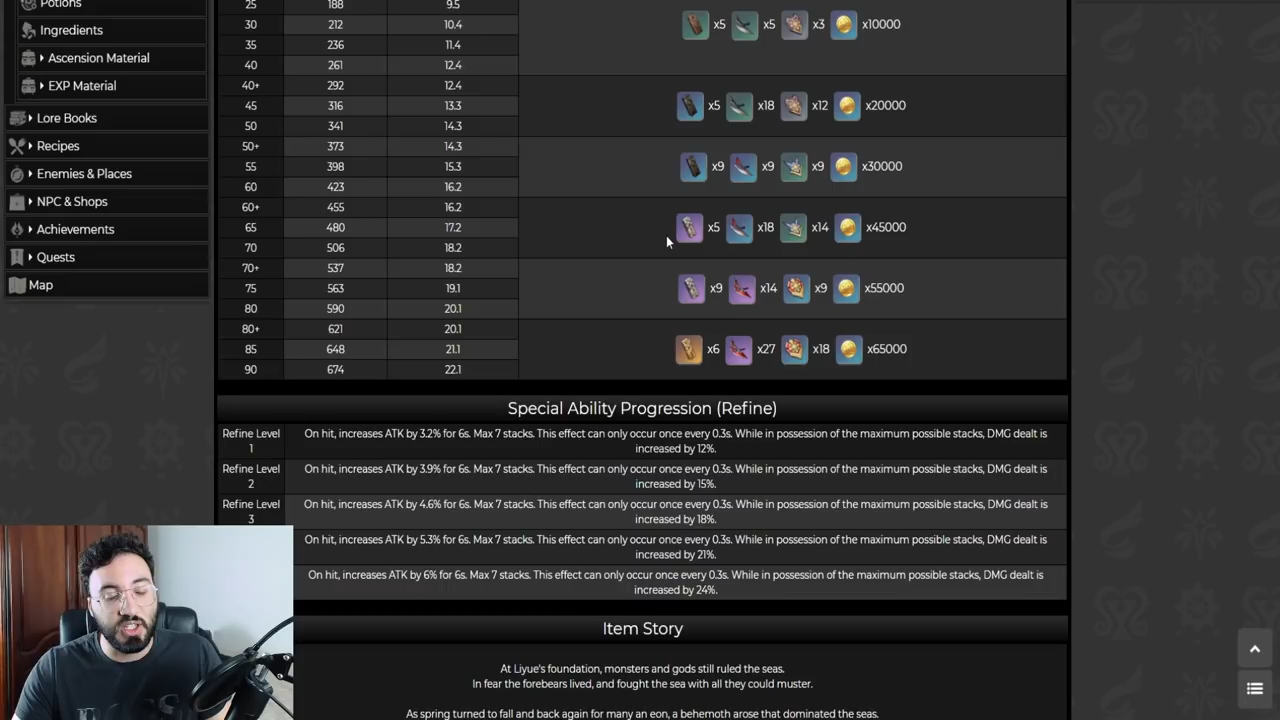 Potions
Ingredients
Ascension Material
EXP Material
Lore Books
Recipes
Enemies & Places
NPC & Shops
Achievements
Quests
Map
25 188 9.5
30 212 10.4
35 236 11.4
40 261 12.4
x5 x5 x3 x10000
40+ 292 12.4
45 316 13.3
50 341 14.3
x5 x18 x12 x20000
50+ 373 14.3
55 398 15.3
60 423 16.2
x9 x9 x9 x30000
60+ 455 16.2
65 480 17.2
70 506 18.2
x5 x18 x14 x45000
70+ 537 18.2
75 563 19.1
80 590 20.1
x9 x14 x9 x55000
80+ 621 20.1
85 648 21.1
90 674 22.1
x6 x27 x18 x65000
Special Ability Progression (Refine)
Refine Level
1
On hit, increases ATK by 3.2% for 6s. Max 7 stacks. This effect can only occur once every 0.3s. While in possession of the maximum possible stacks, DMG dealt is
increased by 12%.
Refine Level
2
On hit, increases ATK by 3.9% for 6s. Max 7 stacks. This effect can only occur once every 0.3s. While in possession of the maximum possible stacks, DMG dealt is
increased by 15%.
Refine Level
3
On hit, increases ATK by 4.6% for 6s. Max 7 stacks. This effect can only occur once every 0.3s. While in possession of the maximum possible stacks, DMG dealt is
increased by 18%.
On hit, increases ATK by 5.3% for 6s. Max 7 stacks. This effect can only occur once every 0.3s. While in possession of the maximum possible stacks, DMG dealt is
increased by 21%.
On hit, increases ATK by 6% for 6s. Max 7 stacks. This effect can only occur once every 0.3s. While in possession of the maximum possible stacks, DMG dealt is
increased by 24%.
Item Story
At Liyue's foundation, monsters and gods still ruled the seas.
In fear the forebears lived, and fought the sea with all they could muster.
As spring turned to fall and back again for many an eon, a behemoth arose that dominated the seas.